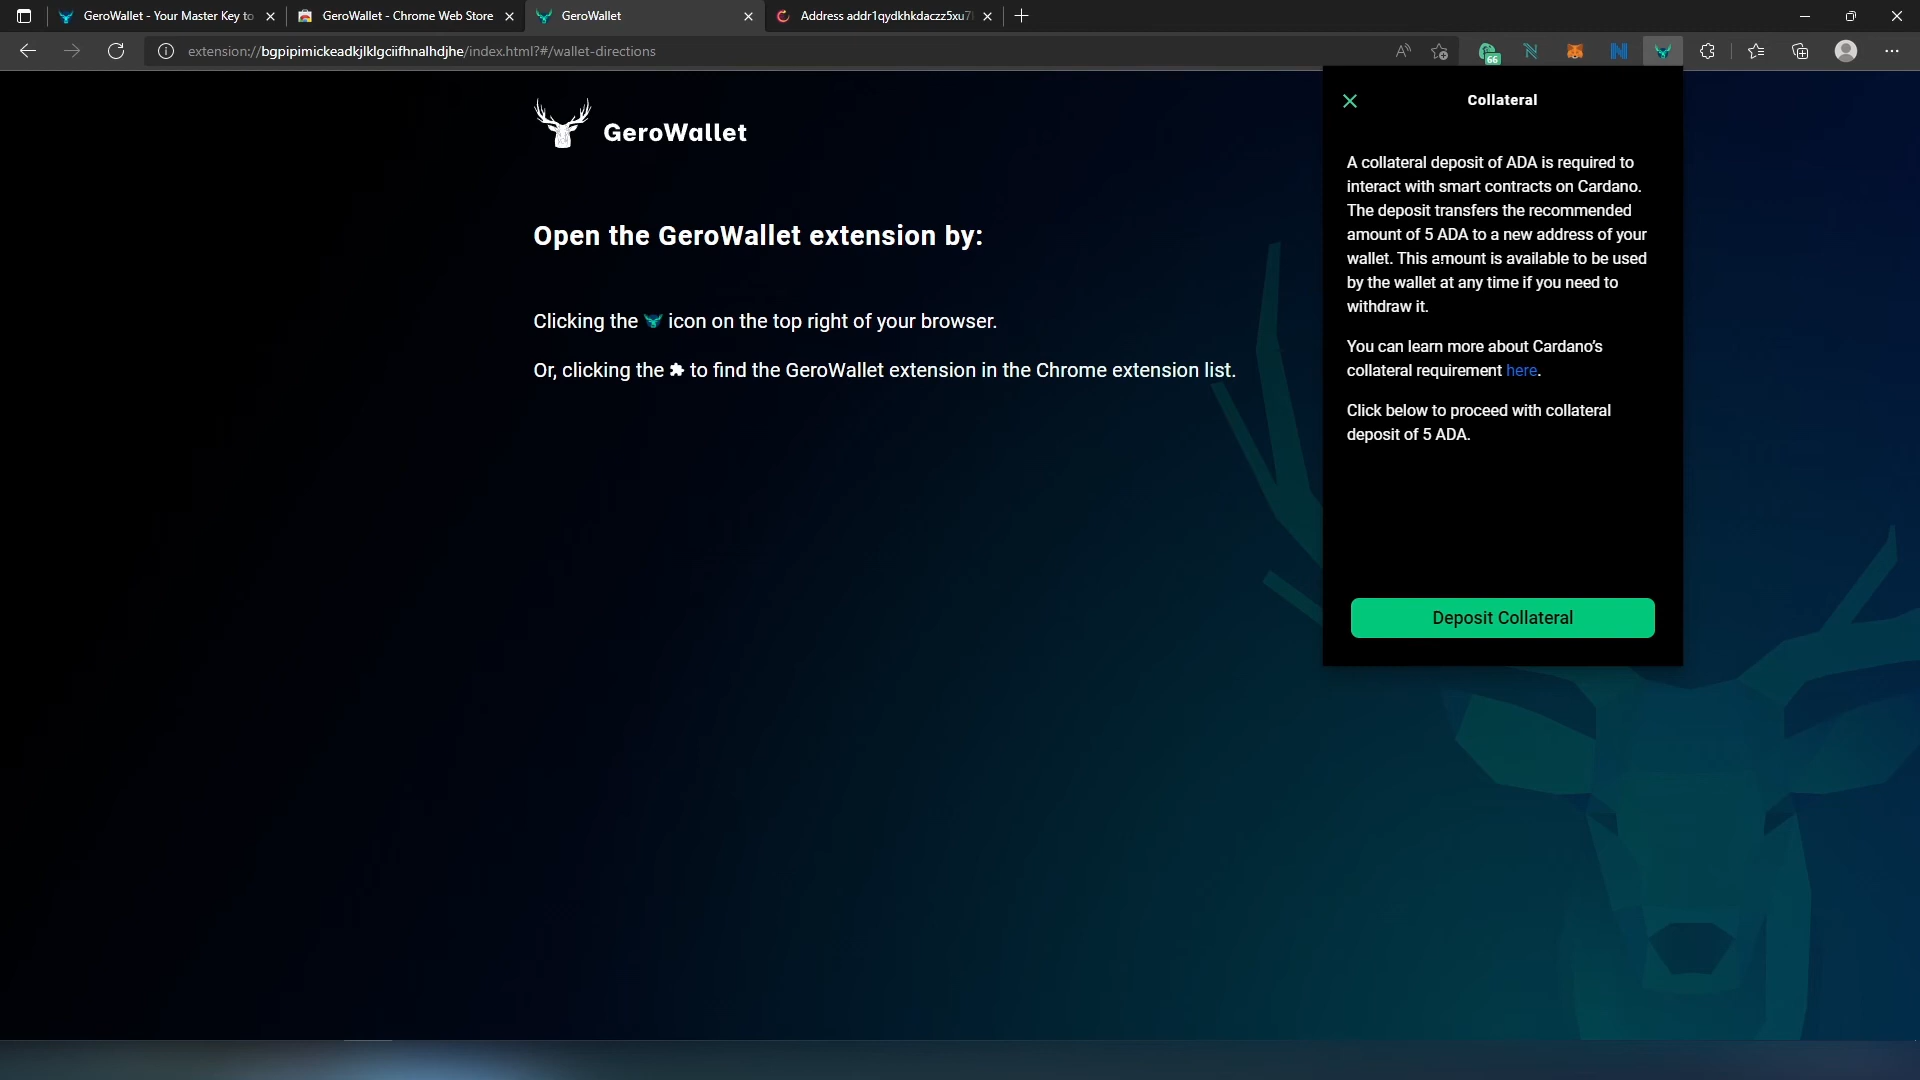 GeroWallet - Your Master Key to
GeroWallet - Chrome Web Store
GeroWallet
Address addr1qydkhkdaczz5xu7
extension://bgpipimickeadkjlklgciifhnalhdjhe/index.html?#/wallet-directions
66
GeroWallet
Open the GeroWallet extension by:
Clicking the icon on the top right of your browser.
Or, clicking the to find the GeroWallet extension in the Chrome extension list.
Collateral
A collateral deposit of ADA is required to
interact with smart contracts on Cardano.
The deposit transfers the recommended
amount of 5 ADA to a new address of your
wallet. This amount is available to be used
by the wallet at any time if you need to
withdraw it.
You can learn more about Cardano's
collateral requirement here.
Click below to proceed with collateral
deposit of 5 ADA.
Deposit Collateral